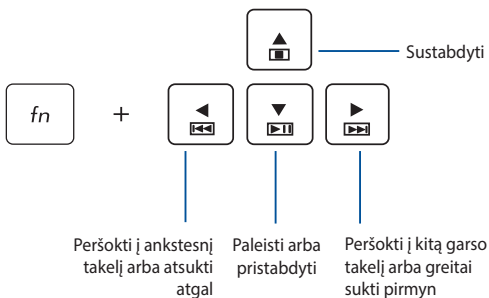 Sustabdyti
fn +
Peršokti į ankstesnį
takelį arba atsukti
atgal
Paleisti arba
pristabdyti
Peršokti į kitą garso
takelį arba greitai
sukti pirmyn